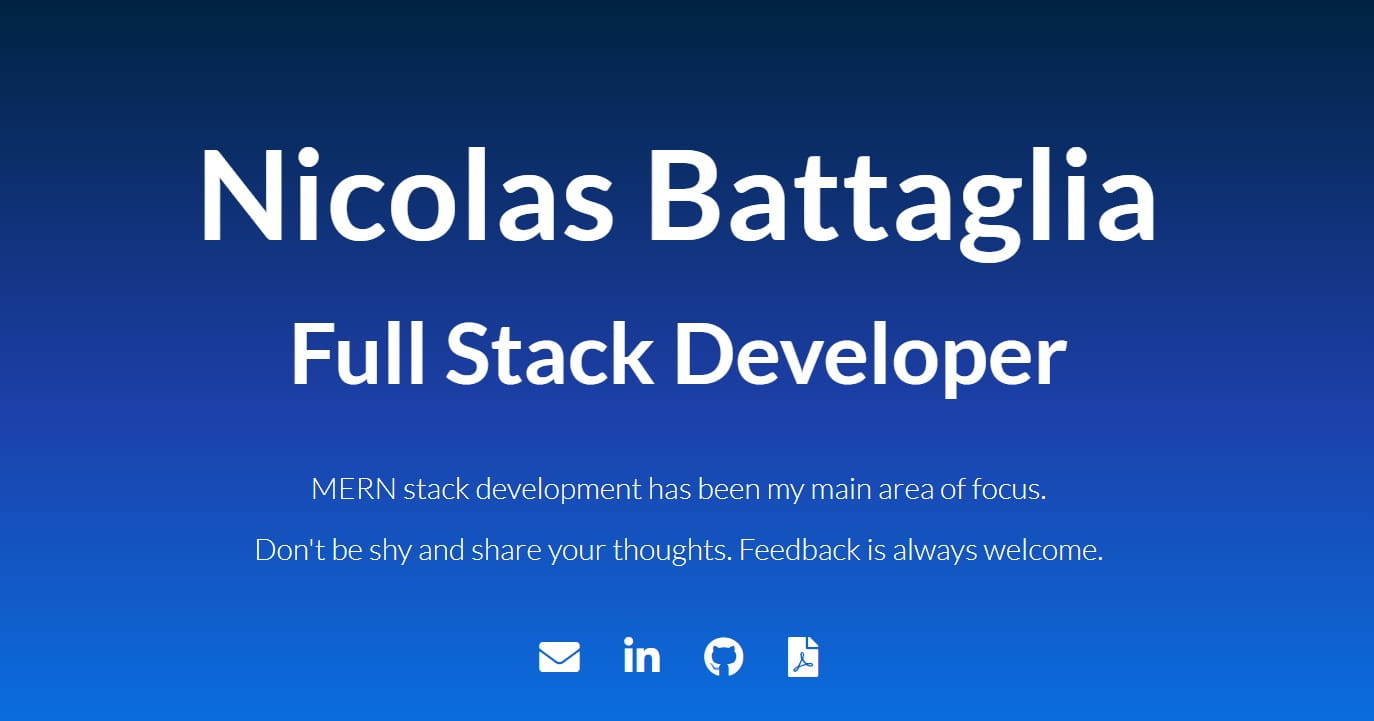 Nicolas Battaglia
Full Stack Developer
MERN stack development has been my main area of focus.
Don't be shy and share your thoughts. Feedback is always welcome.
in